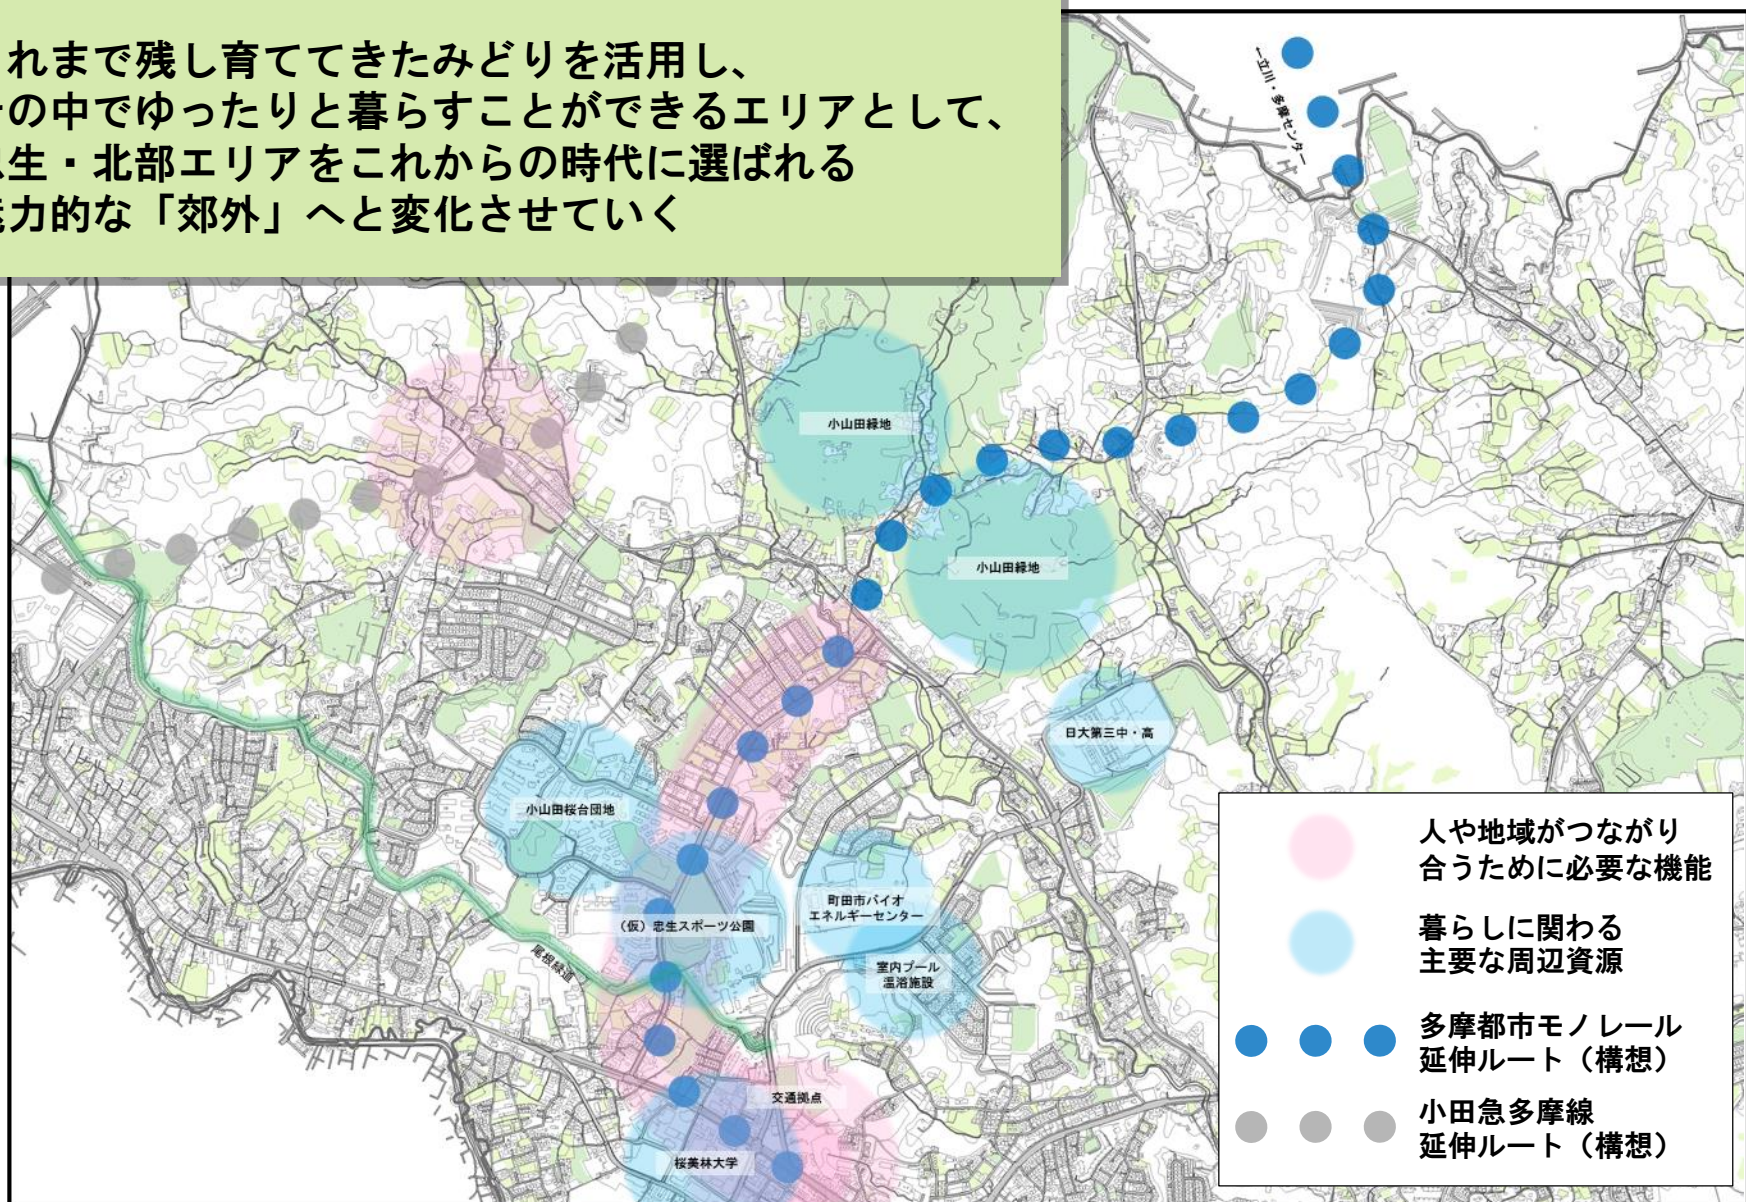 れまで残し育ててきたみどりを活用し、
の中でゆったりと暮らすことができるエリアとして、
生・北部エリアをこれからの時代に選ばれる
力的な「郊外」へと変化させていく
←立川・多摩センター
小山田緑地
小山田緑地
日大第三中・高
小山田桜台団地
町田市バイオ
エネルギーセンター
（仮）忠生スポーツ公園
尾根緑道
室内プール
温浴施設
交通拠点
桜美林大学
人や地域がつながり
合うために必要な機能
暮らしに関わる
主要な周辺資源
多摩都市モノレール
延伸ルート（構想）
小田急多摩線
延伸ルート（構想）